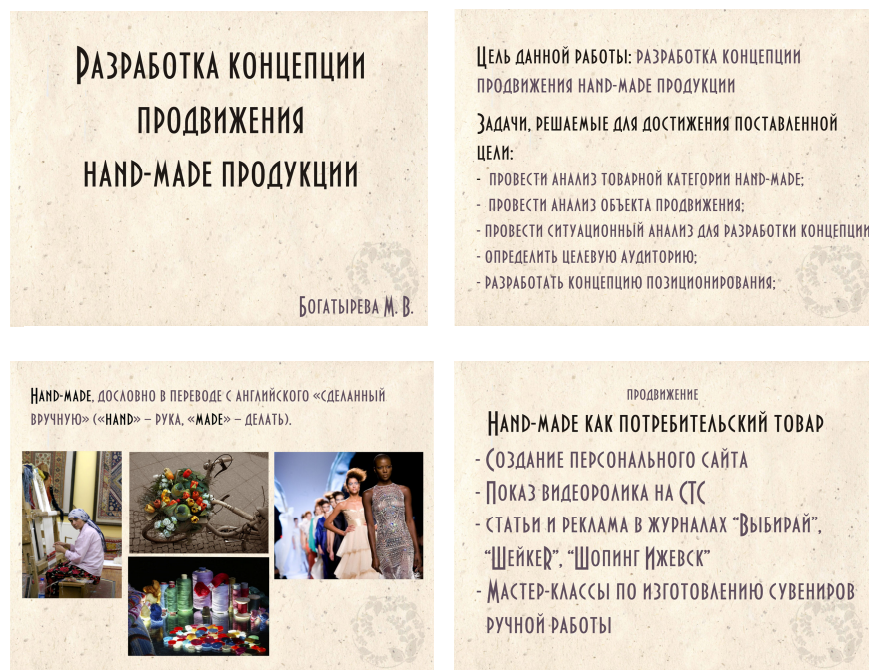 Разработка концепции
продвижения
hand-made продукции
Богатырева М. В.
Цель данной работы: разработка концепции
продвижения hand-made продукции
Задачи, решаемые для достижения поставленной
цели:
- провести анализ товарной категории hand-made;
- провести анализ объекта продвижения;
- провести ситуационный анализ для разработки концепции
- определить целевую аудиторию;
- разработать концепцию позиционирования;
Hand-made, дословно в переводе с английского «сделанный
вручную» («hand» – рука, «made» – делать).
продвижение
Hand-made как потребительский товар
- Создание персонального сайта
- Показ видеоролика на СТС
- статьи и реклама в журналах “Выбирай”,
“ШейкеR”, “Шопинг Ижевск”
- Мастер-классы по изготовлению сувениров
ручной работы